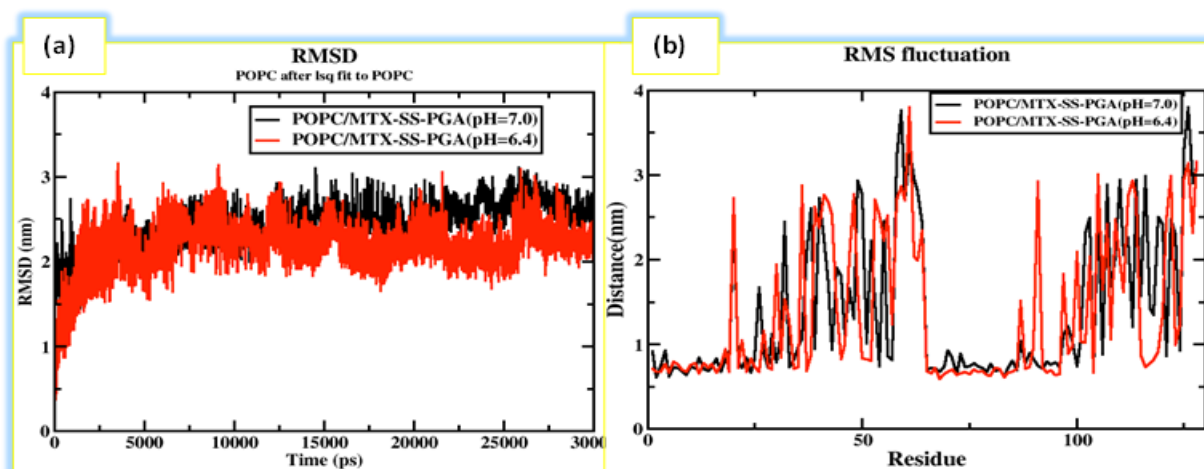 (a)
RMSD
POPC after lsq fit to POPC
POPC/MTX-SS-PGA(pH=7.0)
POPC/MTX-SS-PGA(pH=6.4)
RMSD (nm)
4
3
2
1
0
0
5000
10000
15000
20000
25000
3000
Time (ps)
(b)
RMS fluctuation
POPC/MTX-SS-PGA(pH=7.0)
POPC/MTX-SS-PGA(pH=6.4)
Distance(nm)
4
3
2
1
0
0
50
100
Residue